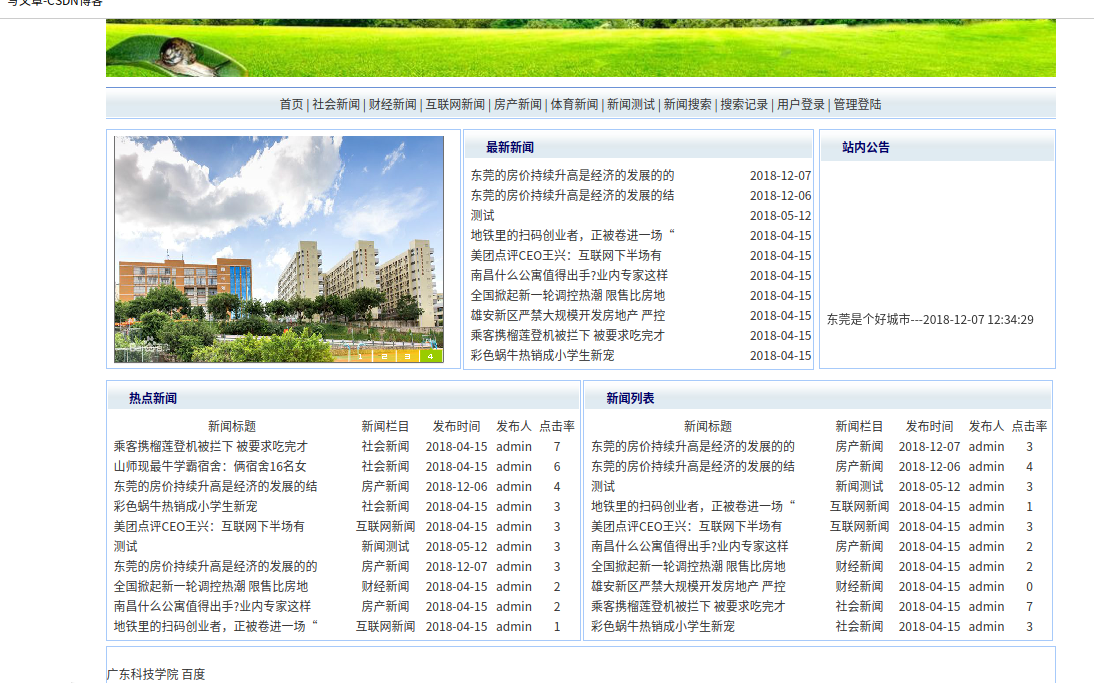 写文章-CSDN博客
首页 | 社会新闻 | 财经新闻 | 互联网新闻 | 房产新闻 | 体育新闻 | 新闻测试 | 新闻搜索 | 搜索记录 | 用户登录 | 管理登陆
1 2 3 4
最新新闻
东莞的房价持续升高是经济的发展的的 2018-12-07
东莞的房价持续升高是经济的发展的结 2018-12-06
测试 2018-05-12
地铁里的扫码创业者，正被卷进一场“ 2018-04-15
美团点评CEO王兴：互联网下半场有 2018-04-15
南昌什么公寓值得出手?业内专家这样 2018-04-15
全国掀起新一轮调控热潮 限售比房地 2018-04-15
雄安新区严禁大规模开发房地产 严控 2018-04-15
乘客携榴莲登机被拦下 被要求吃完才 2018-04-15
彩色蜗牛热销成小学生新宠 2018-04-15
站内公告
东莞是个好城市---2018-12-07 12:34:29
热点新闻
新闻标题 新闻栏目 发布时间 发布人 点击率
乘客携榴莲登机被拦下 被要求吃完才 社会新闻 2018-04-15 admin 7
山师现最牛学霸宿舍：俩宿舍16名女 社会新闻 2018-04-15 admin 6
东莞的房价持续升高是经济的发展的结 房产新闻 2018-12-06 admin 4
彩色蜗牛热销成小学生新宠 社会新闻 2018-04-15 admin 3
美团点评CEO王兴：互联网下半场有 互联网新闻 2018-04-15 admin 3
测试 新闻测试 2018-05-12 admin 3
东莞的房价持续升高是经济的发展的的 房产新闻 2018-12-07 admin 3
全国掀起新一轮调控热潮 限售比房地 财经新闻 2018-04-15 admin 2
南昌什么公寓值得出手?业内专家这样 房产新闻 2018-04-15 admin 2
地铁里的扫码创业者，正被卷进一场“ 互联网新闻 2018-04-15 admin 1
新闻列表
新闻标题 新闻栏目 发布时间 发布人 点击率
东莞的房价持续升高是经济的发展的的 房产新闻 2018-12-07 admin 3
东莞的房价持续升高是经济的发展的结 房产新闻 2018-12-06 admin 4
测试 新闻测试 2018-05-12 admin 3
地铁里的扫码创业者，正被卷进一场“ 互联网新闻 2018-04-15 admin 1
美团点评CEO王兴：互联网下半场有 互联网新闻 2018-04-15 admin 3
南昌什么公寓值得出手?业内专家这样 房产新闻 2018-04-15 admin 2
全国掀起新一轮调控热潮 限售比房地 财经新闻 2018-04-15 admin 2
雄安新区严禁大规模开发房地产 严控 财经新闻 2018-04-15 admin 0
乘客携榴莲登机被拦下 被要求吃完才 社会新闻 2018-04-15 admin 7
彩色蜗牛热销成小学生新宠 社会新闻 2018-04-15 admin 3
广东科技学院 百度